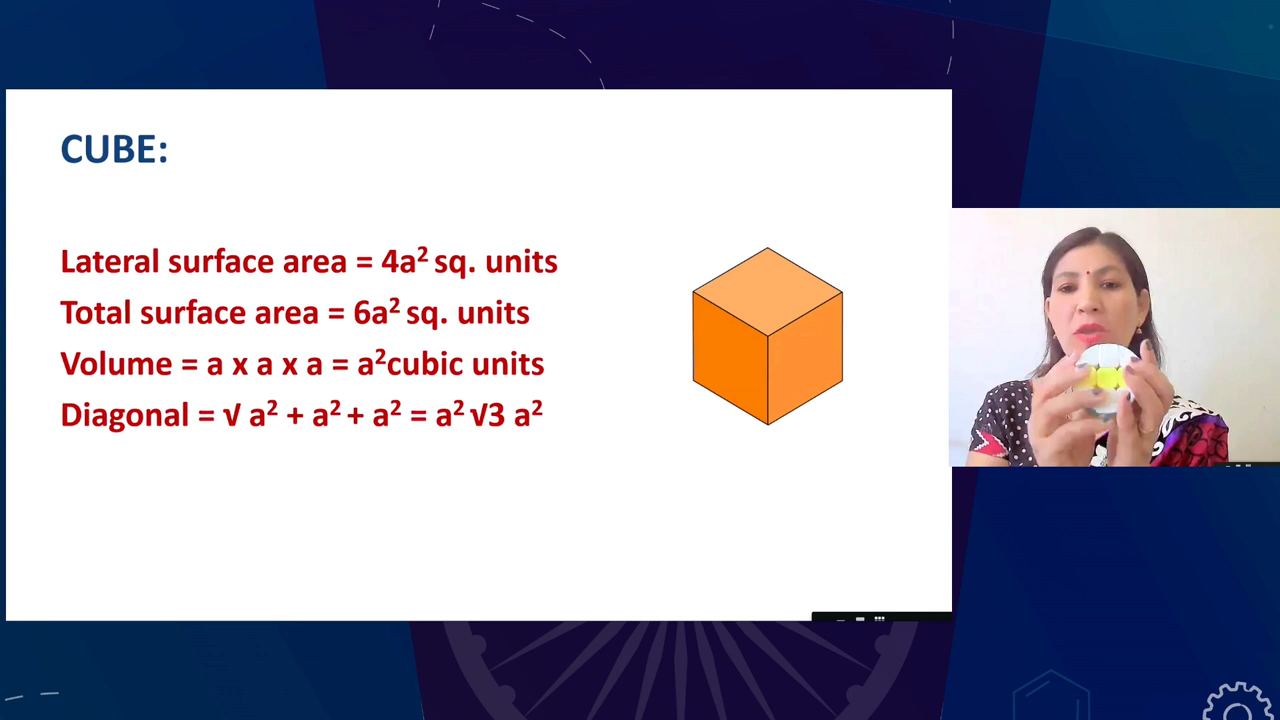 CUBE:
Lateral surface area = 4a² sq. units
Total surface area = 6a² sq. units
Volume = a x a x a = a²cubic units
Diagonal = √ a² + a² + a² = a² √3 a²